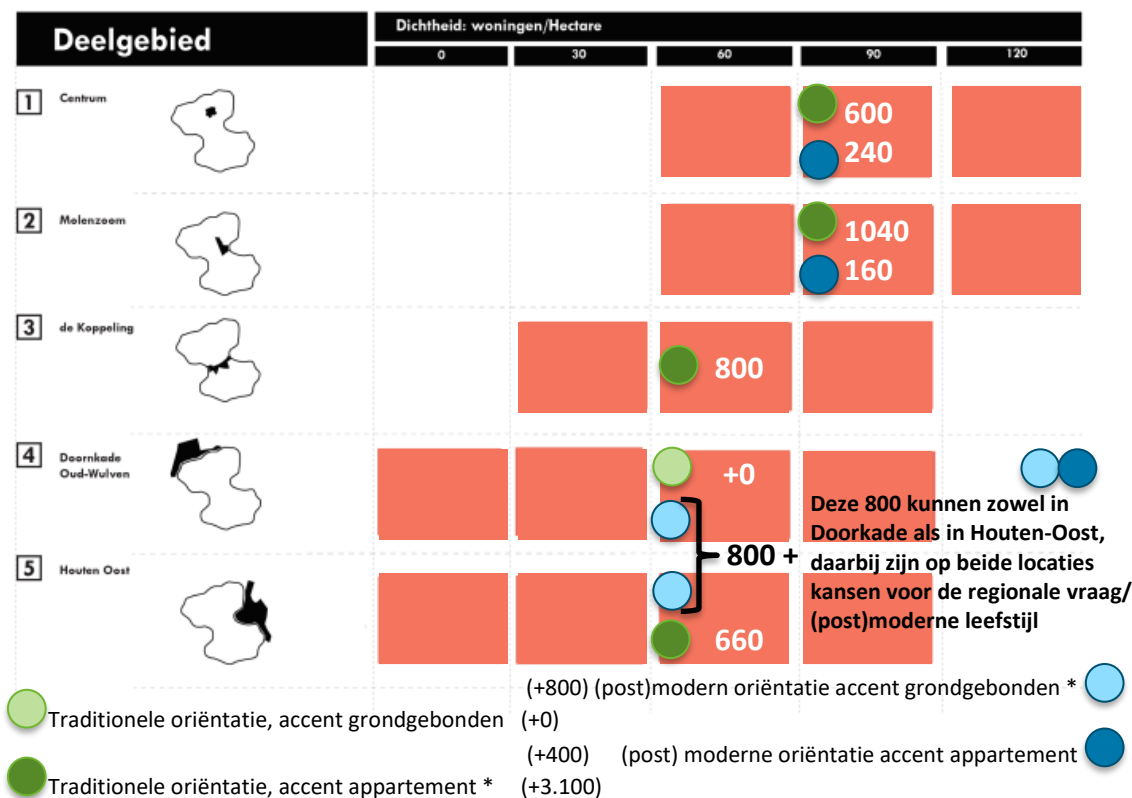 Deelgebied
Dichtheid: woningen/Hectare
0 30 60 90 120
1 Centrum
600
240
2 Molenzoom
1040
160
3 de Koppeling
800
4 Doornkade
Oud-Wulven
+0
800 +
Deze 800 kunnen zowel in
Doorkade als in Houten-Oost,
daarbij zijn op beide locaties
kansen voor de regionale vraag/
(post)moderne leefstijl
5 Houten Oost
660
(+800) (post)modern oriëntatie accent grondgebonden *
Traditionele oriëntatie, accent grondgebonden (+0)
(+400) (post) moderne oriëntatie accent appartement
Traditionele oriëntatie, accent appartement * (+3.100)